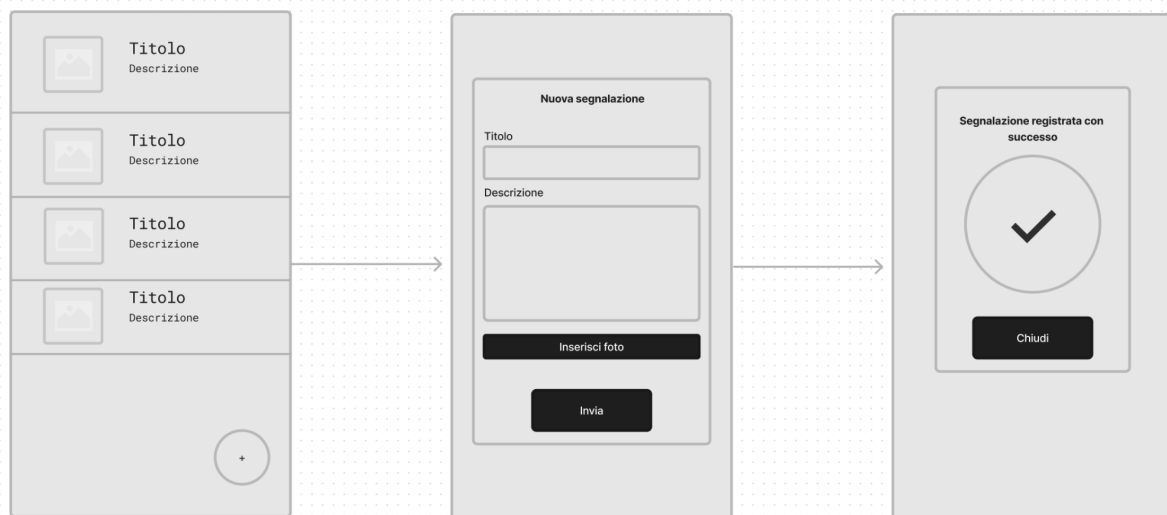 Titolo
Descrizione
Titolo
Descrizione
Titolo
Descrizione
Titolo
Descrizione
+
Nuova segnalazione
Titolo
Descrizione
Inserisci foto
Invia
Segnalazione registrata con
successo
Chiudi